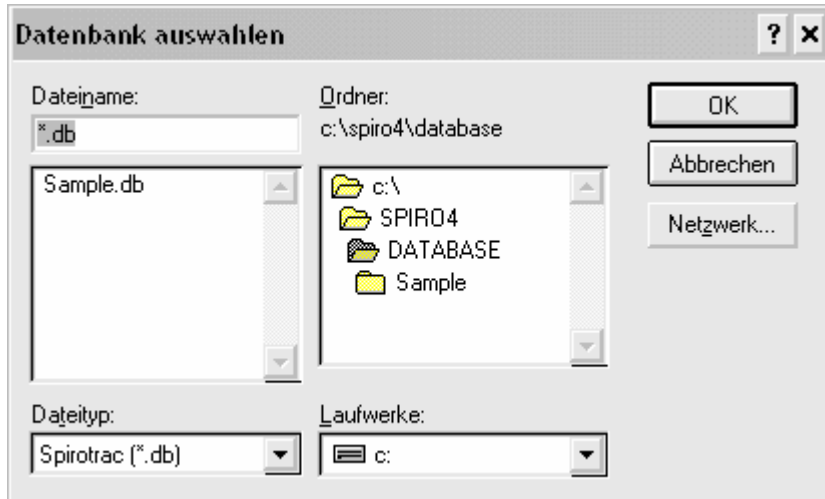 Datenbank auswahlen
Dateiname:
*.db
Sample.db
Dateityp:
Spirotrac (*.db)
Ordner:
c:\spiro4\database
c:\
SPIRO4
DATABASE
Sample
Laufwerke:
c:
OK
Abbrechen
Netzwerk...